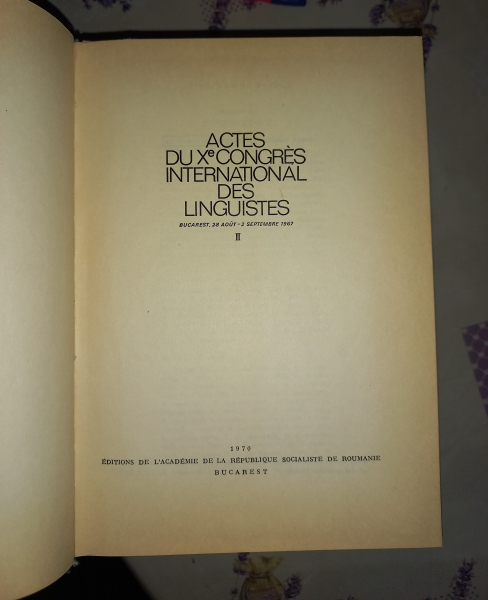 ACTES
DU Xe CONGRÈS
INTERNATIONAL
DES
LINGUISTES
BUCAREST, 28 AOÛT - 2 SEPTEMBRE 1967
II
1970
ÉDITIONS DE L'ACADÉMIE DE LA RÉPUBLIQUE SOCIALISTE DE ROUMANIE
BUCAREST